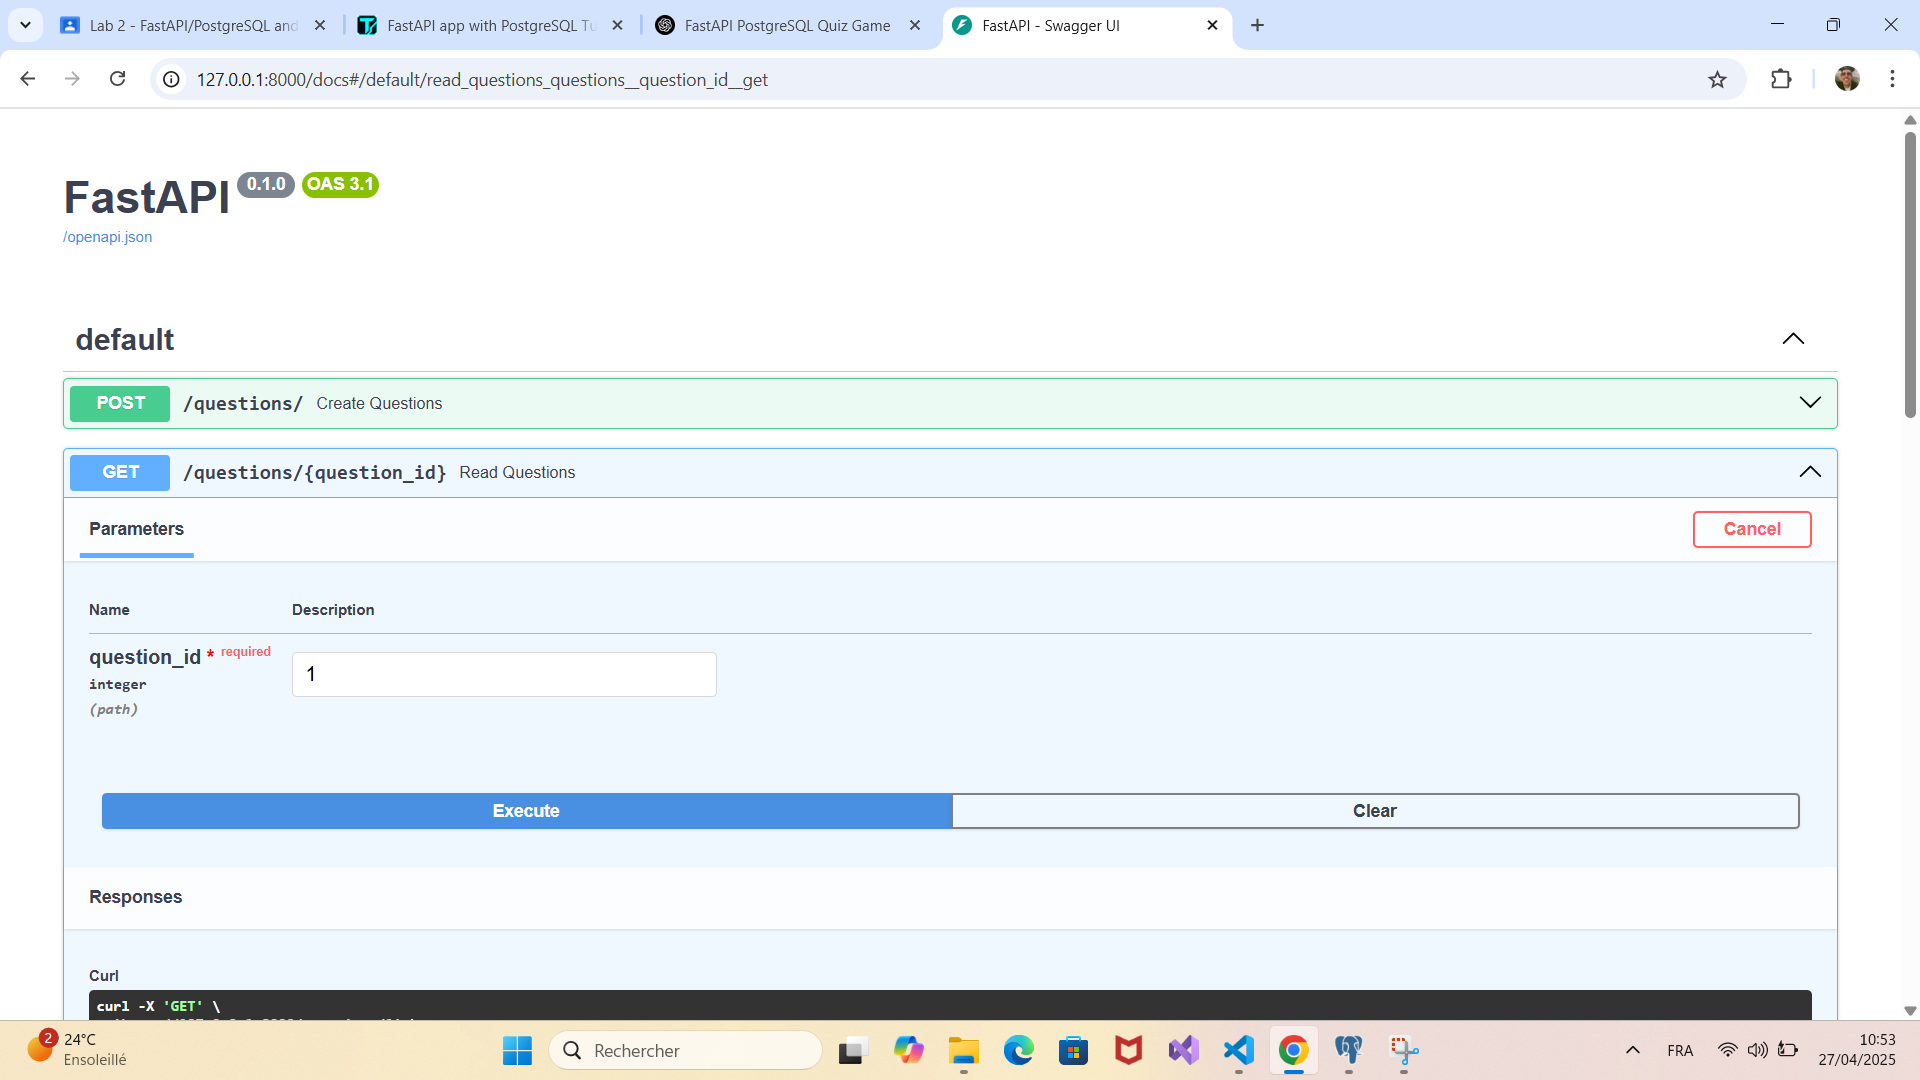 Lab 2 - FastAPI/PostgreSQL and
FastAPI app with PostgreSQL Tu
FastAPI PostgreSQL Quiz Game
FastAPI - Swagger UI
127.0.0.1:8000/docs#/default/read_questions_questions__question_id__get
FastAPI 0.1.0 OAS 3.1
/openapi.json
default
POST /questions/ Create Questions
GET /questions/{question_id} Read Questions
Parameters
Cancel
Name Description
question_id * required
integer
(path)
1
Execute
Clear
Responses
Curl
curl -X 'GET' \
2
24°C
Ensoleillé
Rechercher
FRA
10:53
27/04/2025